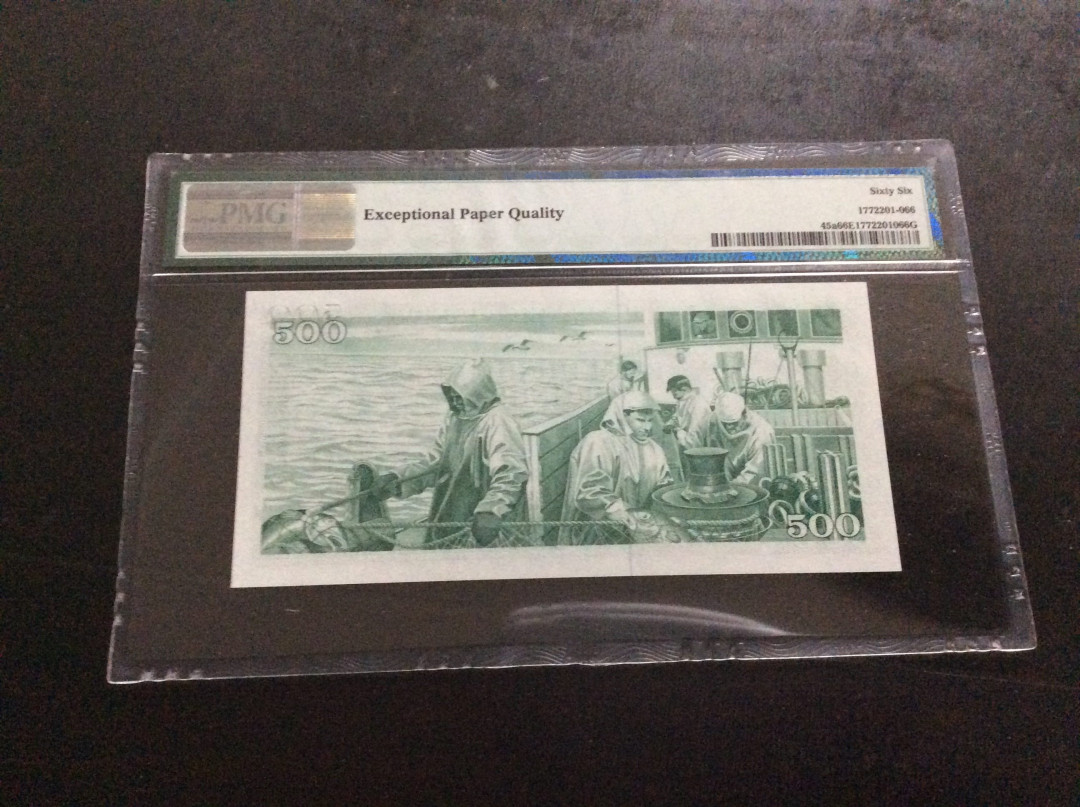 PMG
Exceptional Paper Quality
Sixty Six
1772201-066
45a66E1772201066G
500
500